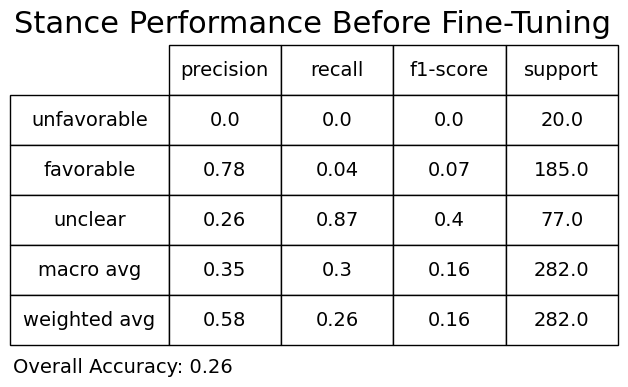 Stance Performance Before Fine-Tuning
precision recall f1-score support
unfavorable 0.0 0.0 0.0 20.0
favorable 0.78 0.04 0.07 185.0
unclear 0.26 0.87 0.4 77.0
macro avg 0.35 0.3 0.16 282.0
weighted avg 0.58 0.26 0.16 282.0
Overall Accuracy: 0.26